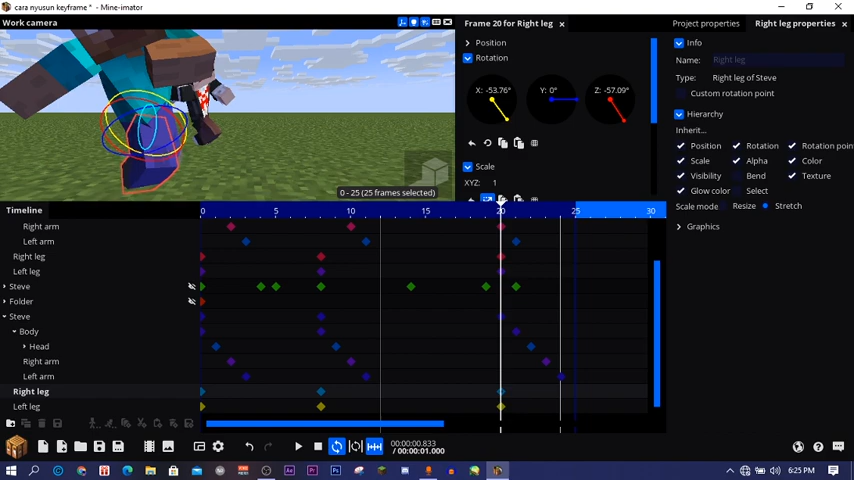 cara nyusun keyframe * - Mine-imator
Work camera
0 - 25 (25 frames selected)
Frame 20 for Right leg
Position
Rotation
X: -53.76°
Y: 0°
Z: -57.09°
Scale
XYZ: 1
Project properties
Right leg properties
Info
Name: Right leg
Type: Right leg of Steve
Custom rotation point
Hierarchy
Inherit...
Position Rotation Rotation poin
Scale Alpha Color
Visibility Bend Texture
Glow color Select
Scale mode Resize Stretch
Graphics
Timeline
0 5 10 15 20 25 30
Right arm
Left arm
Right leg
Left leg
Steve
Folder
Steve
Body
Head
Right arm
Left arm
Right leg
Left leg
00:00:00.833
/ 00:00:01.000
6:25 PM